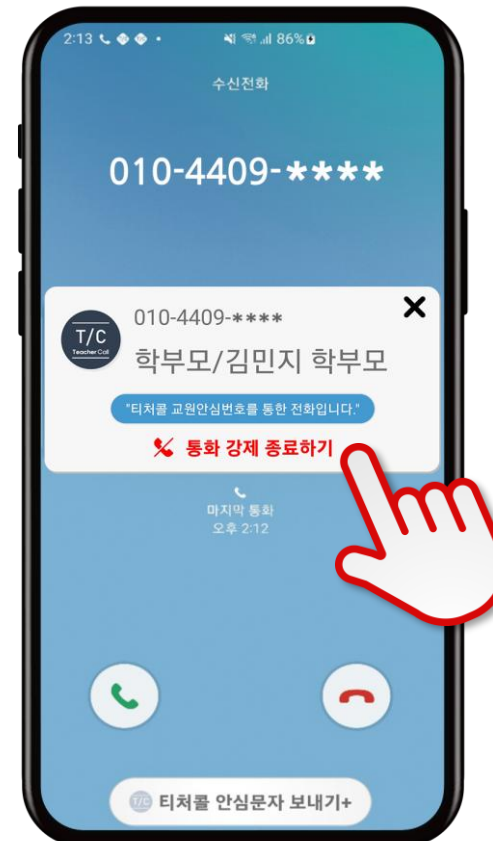 2:13
86%
수신전화
010-4409-****
010-4409-****
T/C
Teacher Call
학부모/김민지 학부모
"티처콜 교원안심번호를 통한 전화입니다."
통화 강제 종료하기
마지막 통화
오후 2:12
T/C 티처콜 안심문자 보내기+